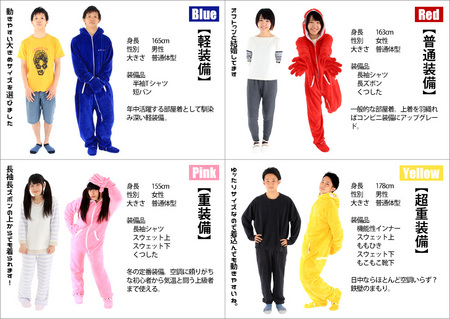 動きやすい大きめサイズを選びました
Blue
【軽装備】
身長　165cm
性別　男性
大きさ　普通体型
装備品
半袖Tシャツ
短パン
年中活躍する部屋着として馴染
み深い軽装備。
オフトゥンと結婚してます
Red
【普通装備】
身長　163cm
性別　女性
大きさ　普通体型
装備品
長袖シャツ
長ズボン
くつした
一般的な部屋着。上着を羽織れ
ばコンビニ装備にアップグレー
ド。
長袖長ズボンの上からでも着られます！
Pink
【重装備】
身長　155cm
性別　女性
大きさ　普通体型
装備品
長袖シャツ
スウェット上
スウェット下
くつした
冬の定番装備。空調に頼りがち
な初心者から気温と闘う上級者
まで使える。
ゆったりサイズなので着込んでも動きやすいね。
Yellow
【超重装備】
身長　178cm
性別　男性
大きさ　普通体型
装備品
機能性インナー
スウェット上
ももひき
スウェット下
もこもこ靴下
日中ならほとんど空調いらず？
鉄壁のまもり。